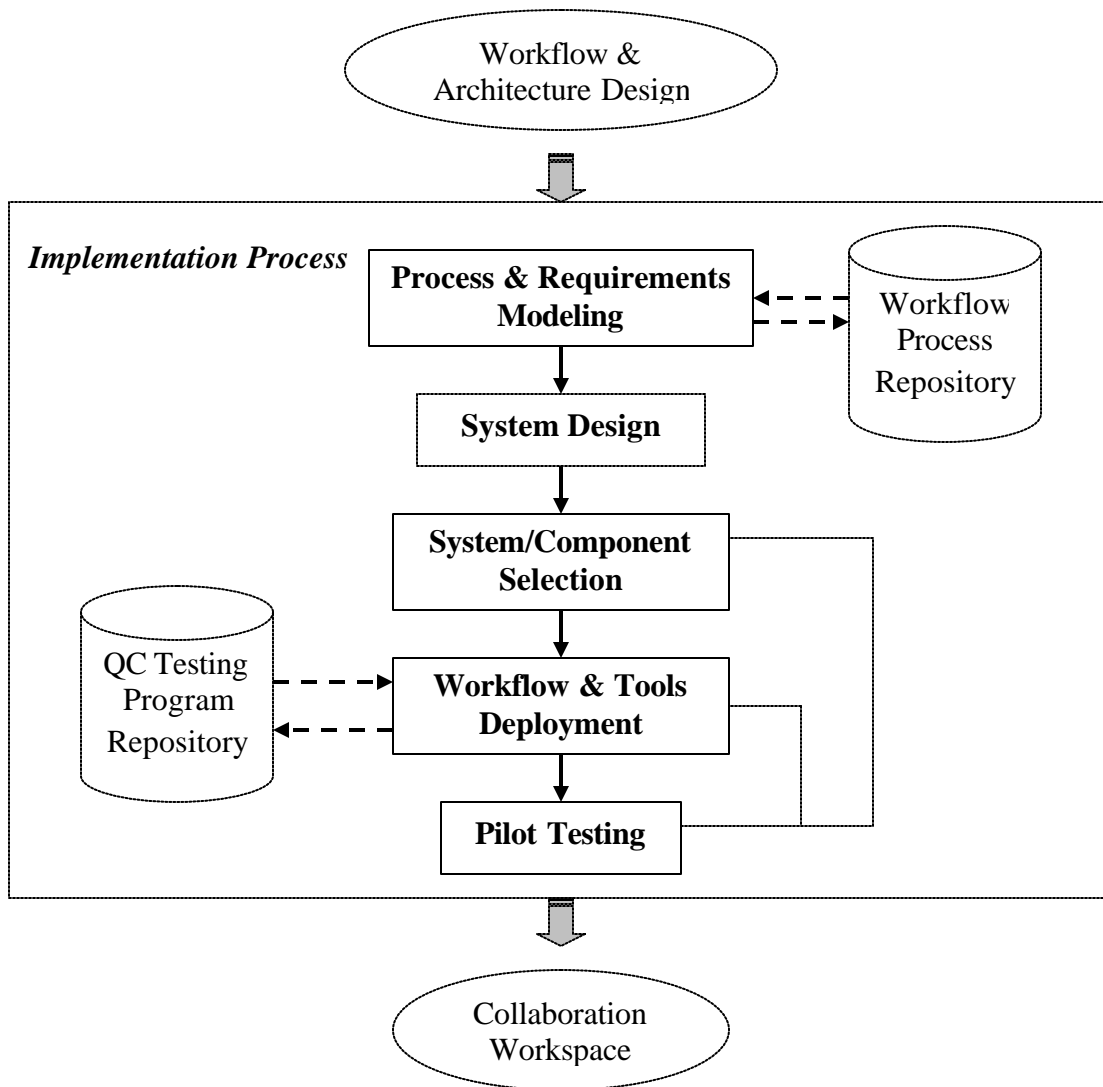 Workflow &
Architecture Design
Implementation Process
Process & Requirements
Modeling
Workflow
Process
Repository
System Design
System/Component
Selection
QC Testing
Program
Repository
Workflow & Tools
Deployment
Pilot Testing
Collaboration
Workspace